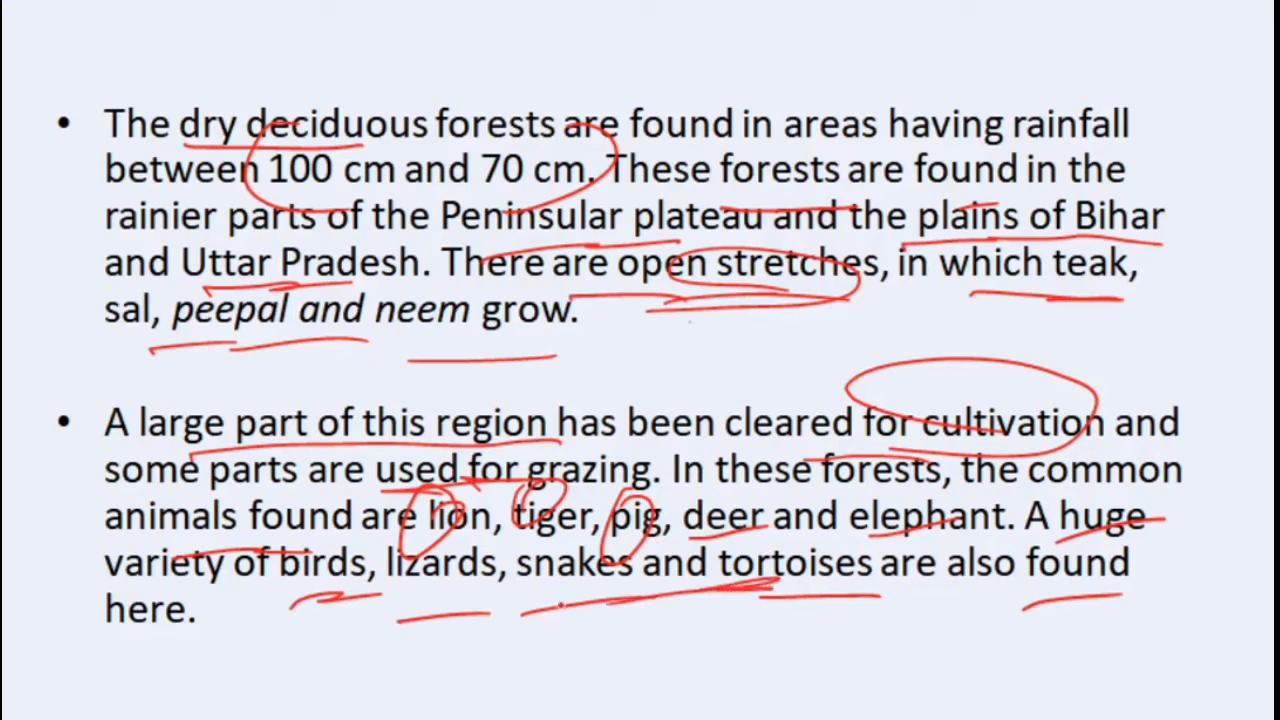 • The dry deciduous forests are found in areas having rainfall
between 100 cm and 70 cm. These forests are found in the
rainier parts of the Peninsular plateau and the plains of Bihar
and Uttar Pradesh. There are open stretches, in which teak,
sal, peepal and neem grow.
• A large part of this region has been cleared for cultivation and
some parts are used for grazing. In these forests, the common
animals found are lion, tiger, pig, deer and elephant. A huge
variety of birds, lizards, snakes and tortoises are also found
here.